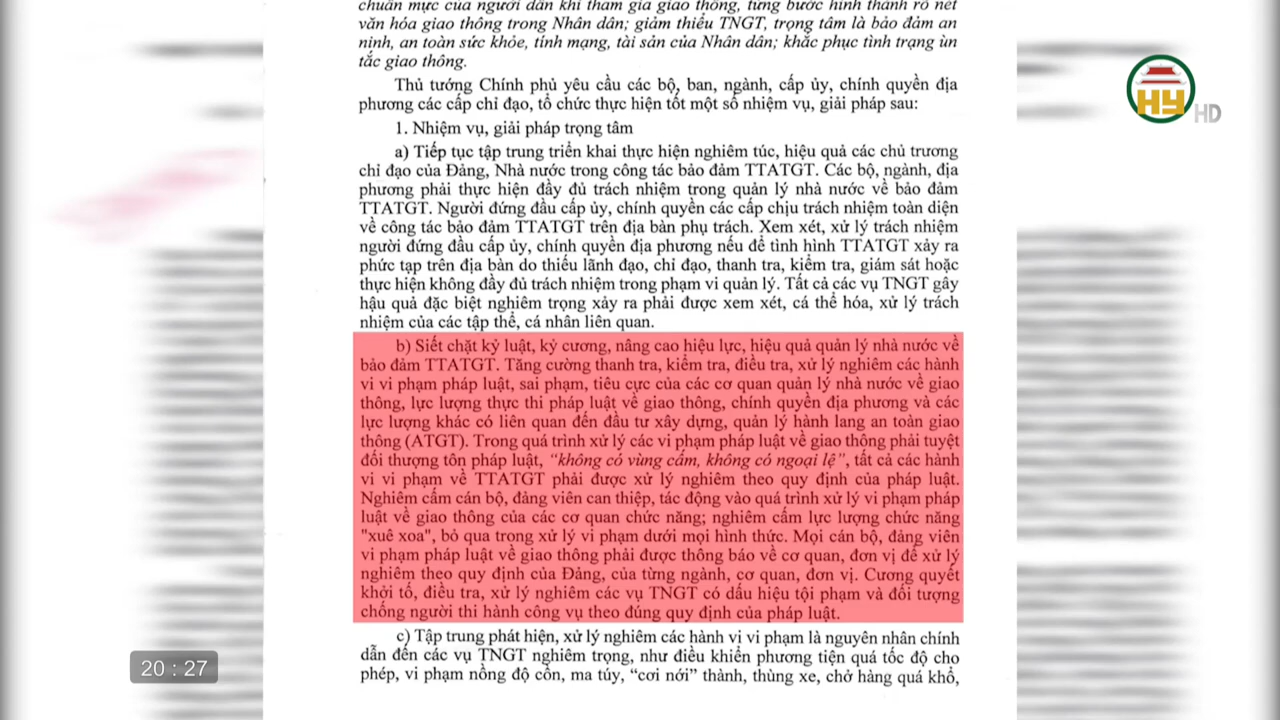 chuẩn mực của người dân khi tham gia giao thông, từng bước hình thành rõ nét
văn hóa giao thông trong Nhân dân; giảm thiểu TNGT, trọng tâm là bảo đảm an
ninh, an toàn sức khỏe, tính mạng, tài sản của Nhân dân; khắc phục tình trạng ùn
tắc giao thông.
Thủ tướng Chính phủ yêu cầu các bộ, ban, ngành, cấp ủy, chính quyền địa
phương các cấp chỉ đạo, tổ chức thực hiện tốt một số nhiệm vụ, giải pháp sau:
HY HD
1. Nhiệm vụ, giải pháp trọng tâm
a) Tiếp tục tập trung triển khai thực hiện nghiêm túc, hiệu quả các chủ trương
chỉ đạo của Đảng, Nhà nước trong công tác bảo đảm TTATGT. Các bộ, ngành, địa
phương phải thực hiện đầy đủ trách nhiệm trong quản lý nhà nước về bảo đảm
TTATGT. Người đứng đầu cấp ủy, chính quyền các cấp chịu trách nhiệm toàn diện
về công tác bảo đảm TTATGT trên địa bàn phụ trách. Xem xét, xử lý trách nhiệm
người đứng đầu cấp ủy, chính quyền địa phương nếu để tình hình TTATGT xảy ra
phức tạp trên địa bàn do thiếu lãnh đạo, chỉ đạo, thanh tra, kiểm tra, giám sát hoặc
thực hiện không đầy đủ trách nhiệm trong phạm vi quản lý. Tất cả các vụ TNGT gây
hậu quả đặc biệt nghiêm trọng xảy ra phải được xem xét, cá thể hóa, xử lý trách
nhiệm của các tập thể, cá nhân liên quan.
b) Siết chặt kỷ luật, kỷ cương, nâng cao hiệu lực, hiệu quả quản lý nhà nước về
bảo đảm TTATGT. Tăng cường thanh tra, kiểm tra, điều tra, xử lý nghiêm các hành
vi vi phạm pháp luật, sai phạm, tiêu cực của các cơ quan quản lý nhà nước về giao
thông, lực lượng thực thi pháp luật về giao thông, chính quyền địa phương và các
lực lượng khác có liên quan đến đầu tư xây dựng, quản lý hành lang an toàn giao
thông (ATGT). Trong quá trình xử lý các vi phạm pháp luật về giao thông phải tuyệt
đối thượng tôn pháp luật, “không có vùng cấm, không có ngoại lệ”, tất cả các hành
vi vi phạm về TTATGT phải được xử lý nghiêm theo quy định của pháp luật.
Nghiêm cấm cán bộ, đảng viên can thiệp, tác động vào quá trình xử lý vi phạm pháp
luật về giao thông của các cơ quan chức năng; nghiêm cấm lực lượng chức năng
"xuê xoa", bỏ qua trong xử lý vi phạm dưới mọi hình thức. Mọi cán bộ, đảng viên
vi phạm pháp luật về giao thông phải được thông báo về cơ quan, đơn vị để xử lý
nghiêm theo quy định của Đảng, của từng ngành, cơ quan, đơn vị. Cương quyết
khởi tố, điều tra, xử lý nghiêm các vụ TNGT có dấu hiệu tội phạm và đối tượng
chống người thi hành công vụ theo đúng quy định của pháp luật.
c) Tập trung phát hiện, xử lý nghiêm các hành vi vi phạm là nguyên nhân chính
dẫn đến các vụ TNGT nghiêm trọng, như điều khiển phương tiện quá tốc độ cho
phép, vi phạm nồng độ cồn, ma túy, “cơi nới” thành, thùng xe, chở hàng quá khổ,
20 : 27